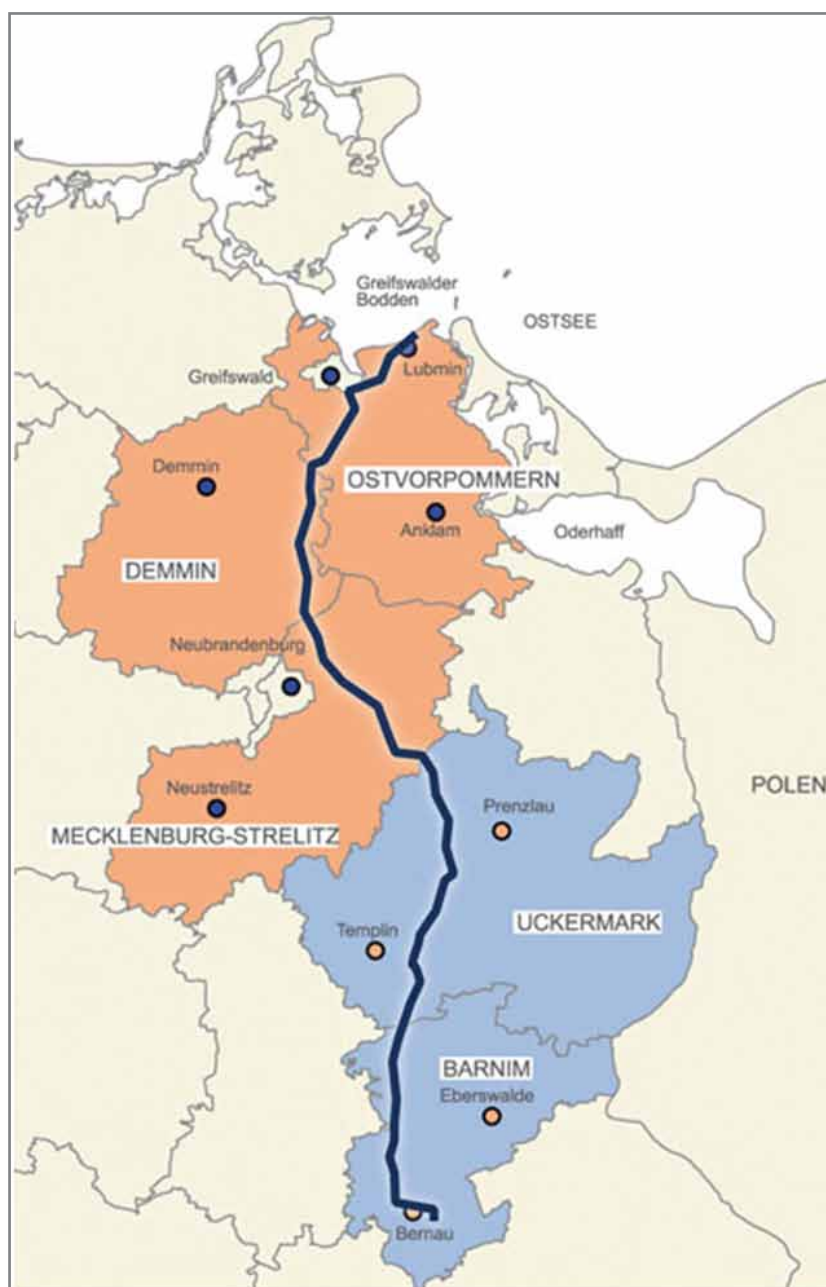 Greifswalder
Bodden
OSTSEE
Lubmin
Greifswald
Demmin
OSTVORPOMMERN
Anklam
Oderhaff
DEMMIN
Neubrandenburg
POLEN
Neustrelitz
Prenzlau
MECKLENBURG-STRELITZ
UCKERMARK
Templin
BARNIM
Eberswalde
Bernau